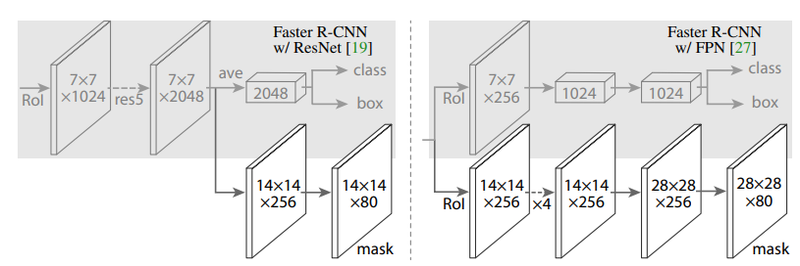 Faster R-CNN
w/ ResNet [19]
RoI
7×7
×1024
res5
7×7
×2048
ave
2048
class
box
14×14
×256
14×14
×80
mask
Faster R-CNN
w/ FPN [27]
RoI
7×7
×256
1024
1024
class
box
RoI
14×14
×256
×4
14×14
×256
28×28
×256
28×28
×80
mask